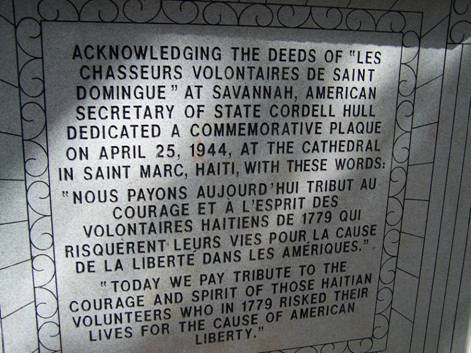 ACKNOWLEDGING THE DEEDS OF "LES
CHASSEURS VOLONTAIRES DE SAINT
DOMINGUE" AT SAVANNAH, AMERICAN
SECRETARY OF STATE CORDELL HULL
DEDICATED A COMMEMORATIVE PLAQUE
ON APRIL 25, 1944, AT THE CATHEDRAL
IN SAINT MARC, HAITI, WITH THESE WORDS:
"NOUS PAYONS AUJOURD'HUI TRIBUT AU
COURAGE ET À L'ESPRIT DES
VOLONTAIRES HAITIENS DE 1779 QUI
RISQUERENT LEURS VIES POUR LA CAUSE
DE LA LIBERTÉ DANS LES AMÉRIQUES."
"TODAY WE PAY TRIBUTE TO THE
COURAGE AND SPIRIT OF THOSE HAITIAN
VOLUNTEERS WHO IN 1779 RISKED THEIR
LIVES FOR THE CAUSE OF AMERICAN
LIBERTY."